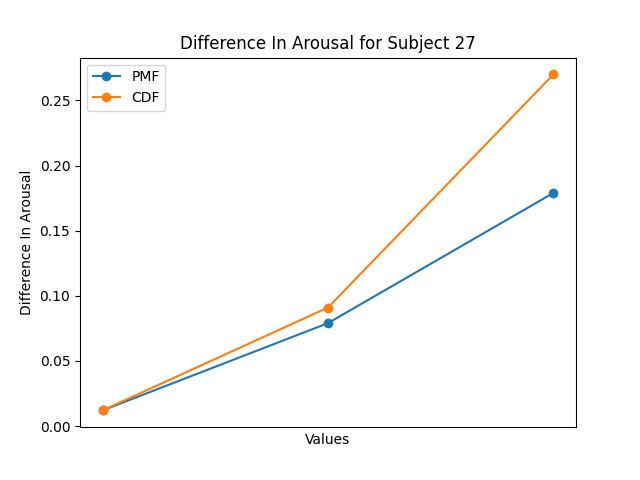 Difference In Arousal for Subject 27
PMF
CDF
0.25
0.20
0.15
0.10
0.05
0.00
Difference In Arousal
Values